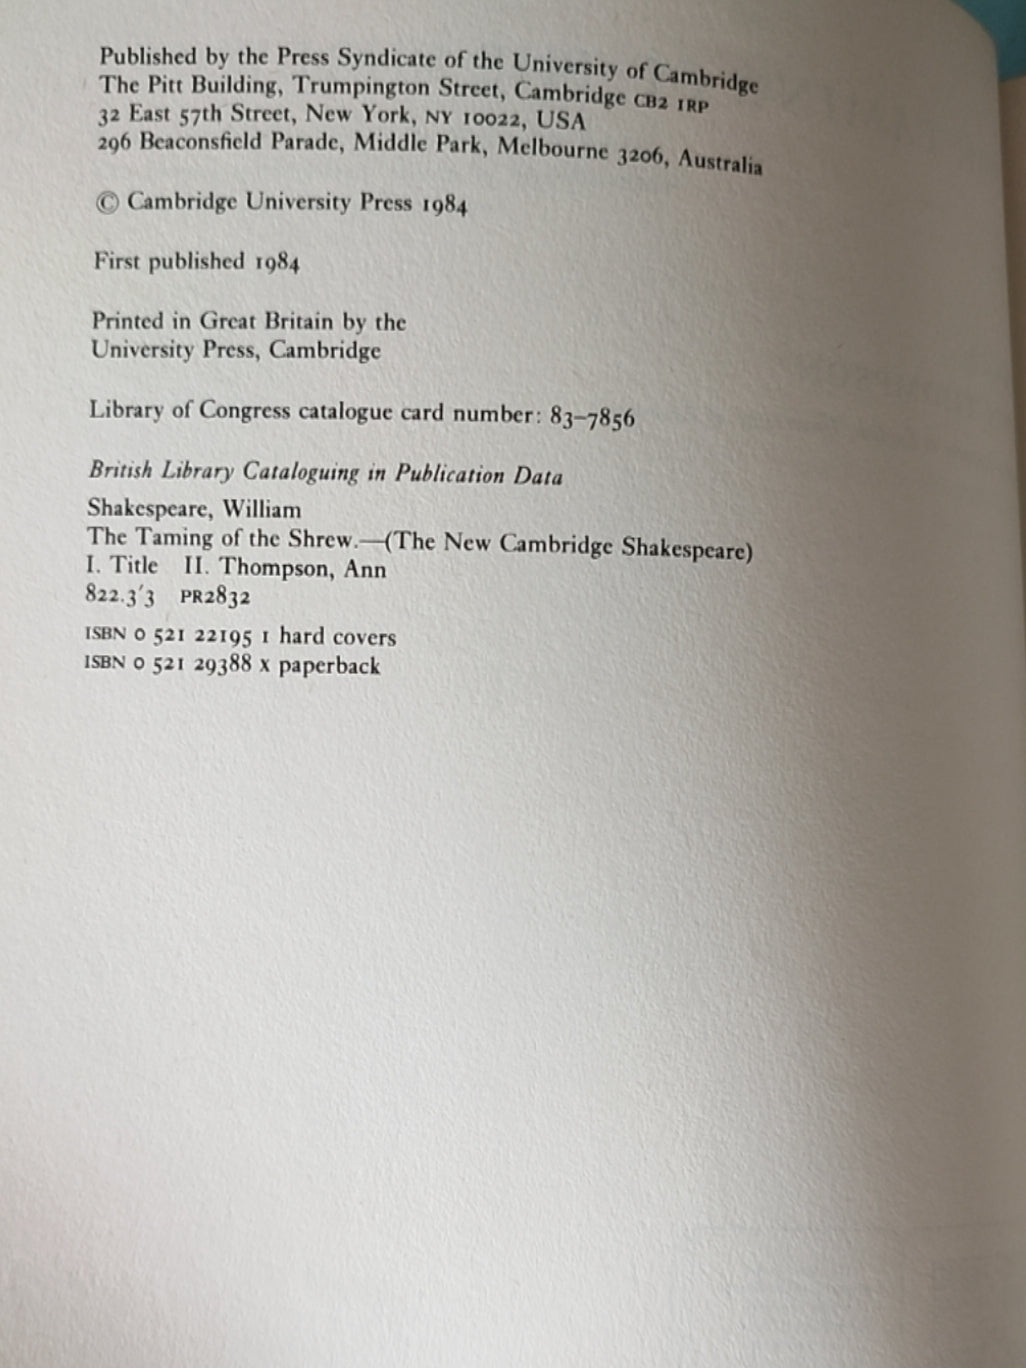 Published by the Press Syndicate of the University of Cambridge
The Pitt Building, Trumpington Street, Cambridge CB2 1RP
32 East 57th Street, New York, NY 10022, USA
296 Beaconsfield Parade, Middle Park, Melbourne 3206, Australia
© Cambridge University Press 1984
First published 1984
Printed in Great Britain by the
University Press, Cambridge
Library of Congress catalogue card number: 83–7856
British Library Cataloguing in Publication Data
Shakespeare, William
The Taming of the Shrew.—(The New Cambridge Shakespeare)
I. Title II. Thompson, Ann
822.3′3 PR2832
ISBN 0 521 22195 1 hard covers
ISBN 0 521 29388 X paperback